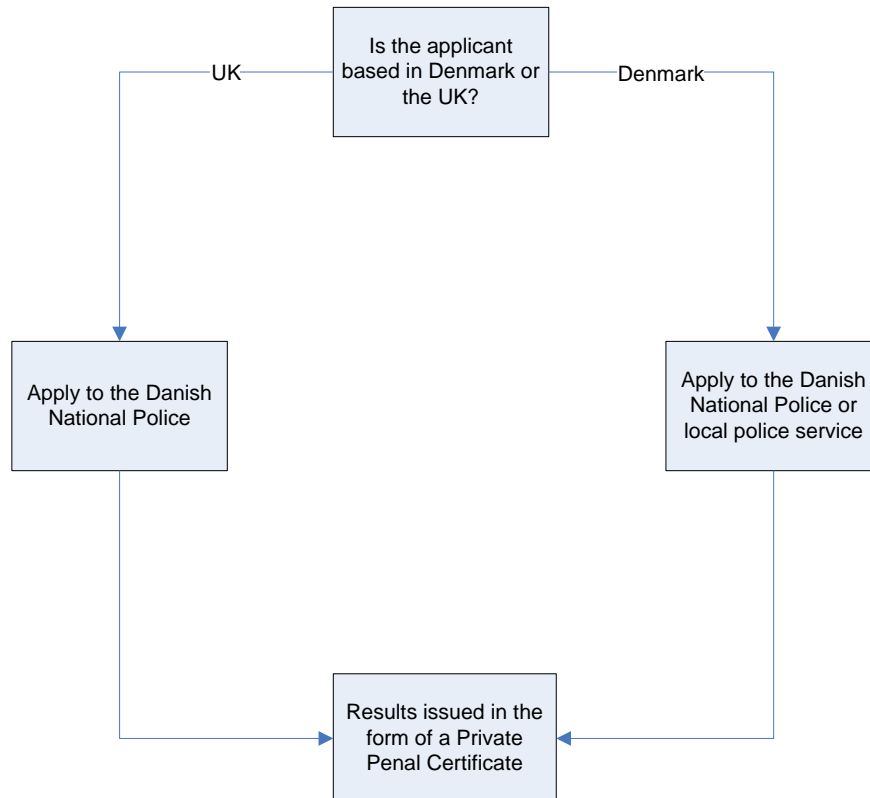 Is the applicant
based in Denmark or
the UK?
UK
Denmark
Apply to the Danish
National Police
Apply to the Danish
National Police or
local police service
Results issued in the
form of a Private
Penal Certificate